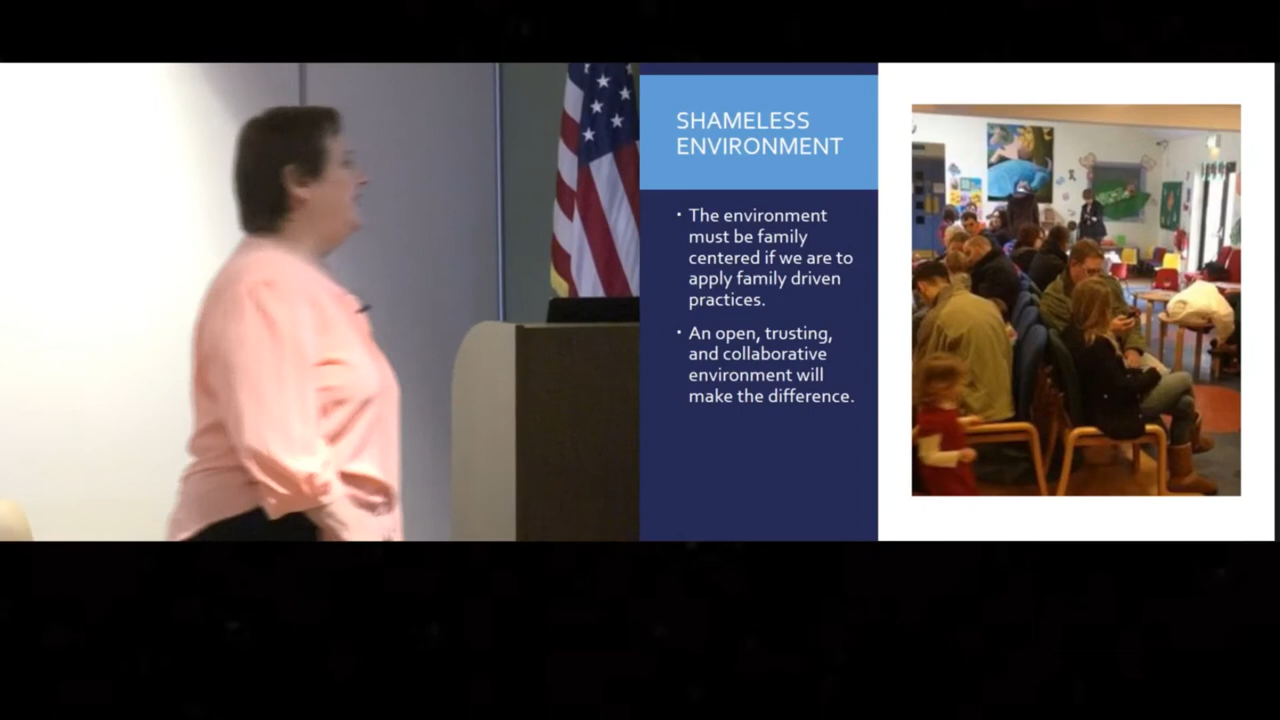 SHAMELESS
ENVIRONMENT
• The environment
must be family
centered if we are to
apply family driven
practices.
• An open, trusting,
and collaborative
environment will
make the difference.